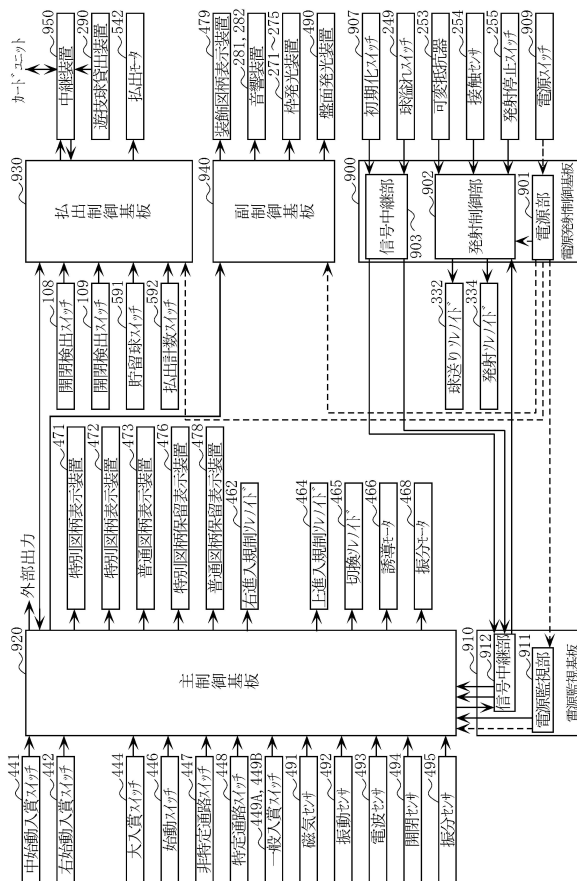 カードユニット
950
中継装置
290
遊技球貸出装置
542
払出モータ
930
払出制御基板
108
開閉検出スイッチ
109
開閉検出スイッチ
591
貯留球スイッチ
592
払出計数スイッチ
479
装飾図柄表示装置
281, 282
音響装置
271～275
枠発光装置
490
盤面発光装置
940
副制御基板
907
初期化スイッチ
249
球溢れスイッチ
253
可変抵抗器
254
接触センサ
255
発射停止スイッチ
909
電源スイッチ
900
信号中継部
903
902
発射制御部
901
電源部
電源発射制御基板
332
球送りソレノイド
334
発射ソレノイド
外部出力
471
特別図柄表示装置
472
特別図柄表示装置
473
普通図柄表示装置
476
特別図柄保留表示装置
478
普通図柄保留表示装置
462
右進入規制ソレノイド
464
上進入規制ソレノイド
465
切換ソレノイド
466
誘導モータ
468
振分モータ
920
主制御基板
910
912
信号中継部
911
電源監視部
電源監視基板
441
中始動入賞スイッチ
442
右始動入賞スイッチ
444
大入賞スイッチ
446
始動スイッチ
447
非特定通路スイッチ
448
特定通路スイッチ
449A, 449B
一般入賞スイッチ
491
磁気センサ
492
振動センサ
493
電波センサ
494
開閉センサ
495
振分センサ